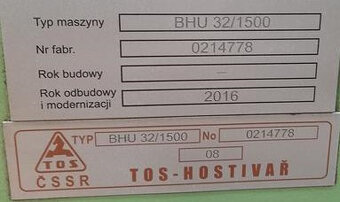 Typ maszyny BHU 32/1500
Nr fabr. 0214778
Rok budowy —
Rok odbudowy
i modernizacji 2016
TYP BHU 32/1500 No 0214778
TOS 08
ČSSR TOS-HOSTIVAŘ